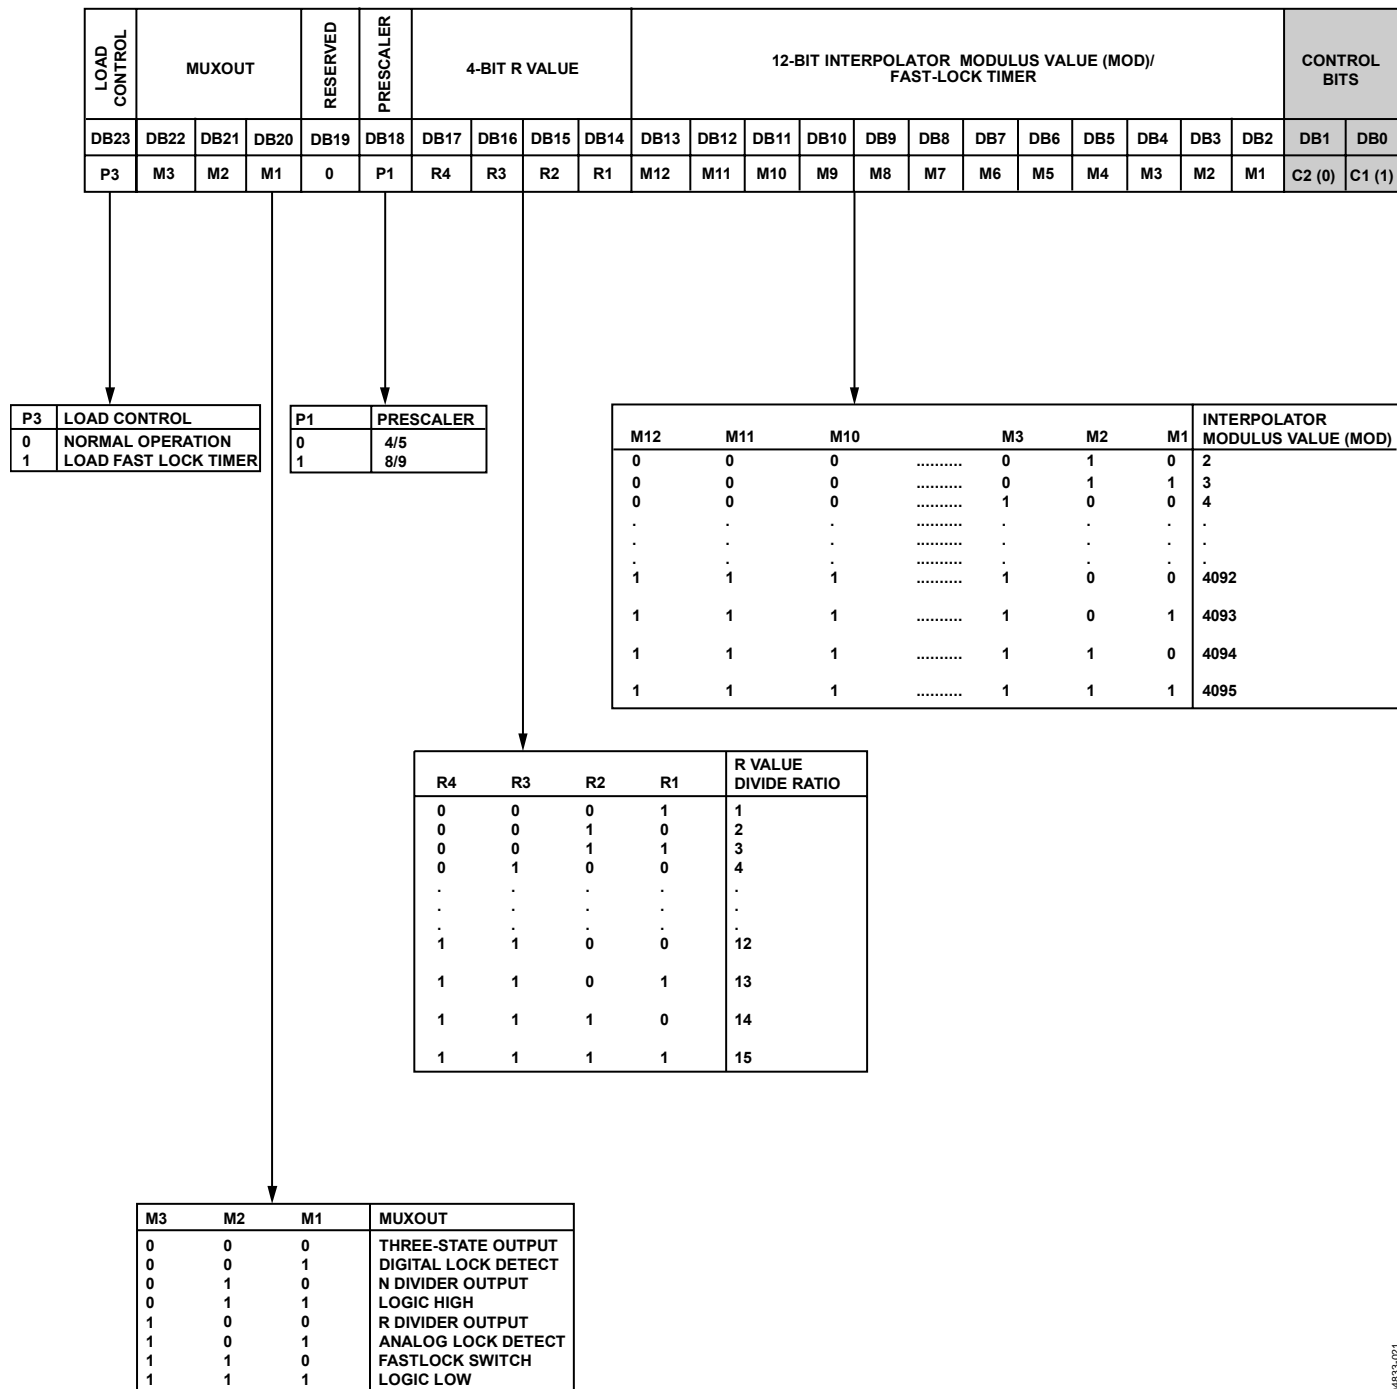 LOAD CONTROL
MUXOUT
RESERVED
PRESCALER
4-BIT R VALUE
12-BIT INTERPOLATOR MODULUS VALUE (MOD)/
FAST-LOCK TIMER
CONTROL
BITS
DB23 DB22 DB21 DB20 DB19 DB18 DB17 DB16 DB15 DB14 DB13 DB12 DB11 DB10 DB9 DB8 DB7 DB6 DB5 DB4 DB3 DB2 DB1 DB0
P3 M3 M2 M1 0 P1 R4 R3 R2 R1 M12 M11 M10 M9 M8 M7 M6 M5 M4 M3 M2 M1 C2 (0) C1 (1)
P3 LOAD CONTROL
0 NORMAL OPERATION
1 LOAD FAST LOCK TIMER
P1 PRESCALER
0 4/5
1 8/9
INTERPOLATOR
M12 M11 M10 M3 M2 M1 MODULUS VALUE (MOD)
0 0 0 .......... 0 1 0 2
0 0 0 .......... 0 1 1 3
0 0 0 .......... 1 0 0 4
. . . .......... . . . .
. . . .......... . . . .
. . . .......... . . . .
1 1 1 .......... 1 0 0 4092
1 1 1 .......... 1 0 1 4093
1 1 1 .......... 1 1 0 4094
1 1 1 .......... 1 1 1 4095
R VALUE
R4 R3 R2 R1 DIVIDE RATIO
0 0 0 1 1
0 0 1 0 2
0 0 1 1 3
0 1 0 0 4
. . . . .
. . . . .
. . . . .
1 1 0 0 12
1 1 0 1 13
1 1 1 0 14
1 1 1 1 15
M3 M2 M1 MUXOUT
0 0 0 THREE-STATE OUTPUT
0 0 1 DIGITAL LOCK DETECT
0 1 0 N DIVIDER OUTPUT
0 1 1 LOGIC HIGH
1 0 0 R DIVIDER OUTPUT
1 0 1 ANALOG LOCK DETECT
1 1 0 FASTLOCK SWITCH
1 1 1 LOGIC LOW